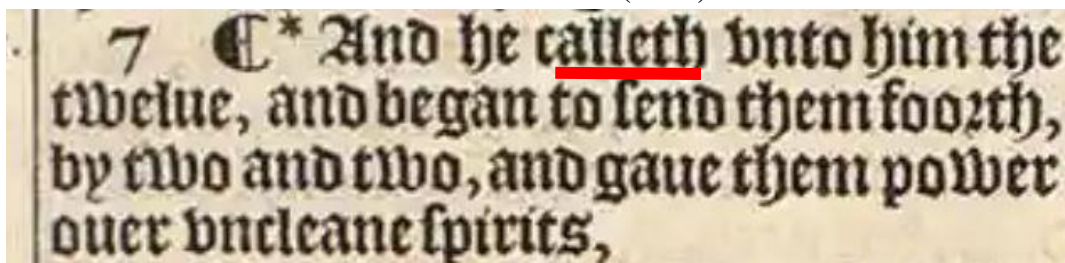 7 ¶* And he calleth vnto him the
twelue, and began to ſend them foorth,
by two and two, and gaue them power
ouer vncleane ſpirits,